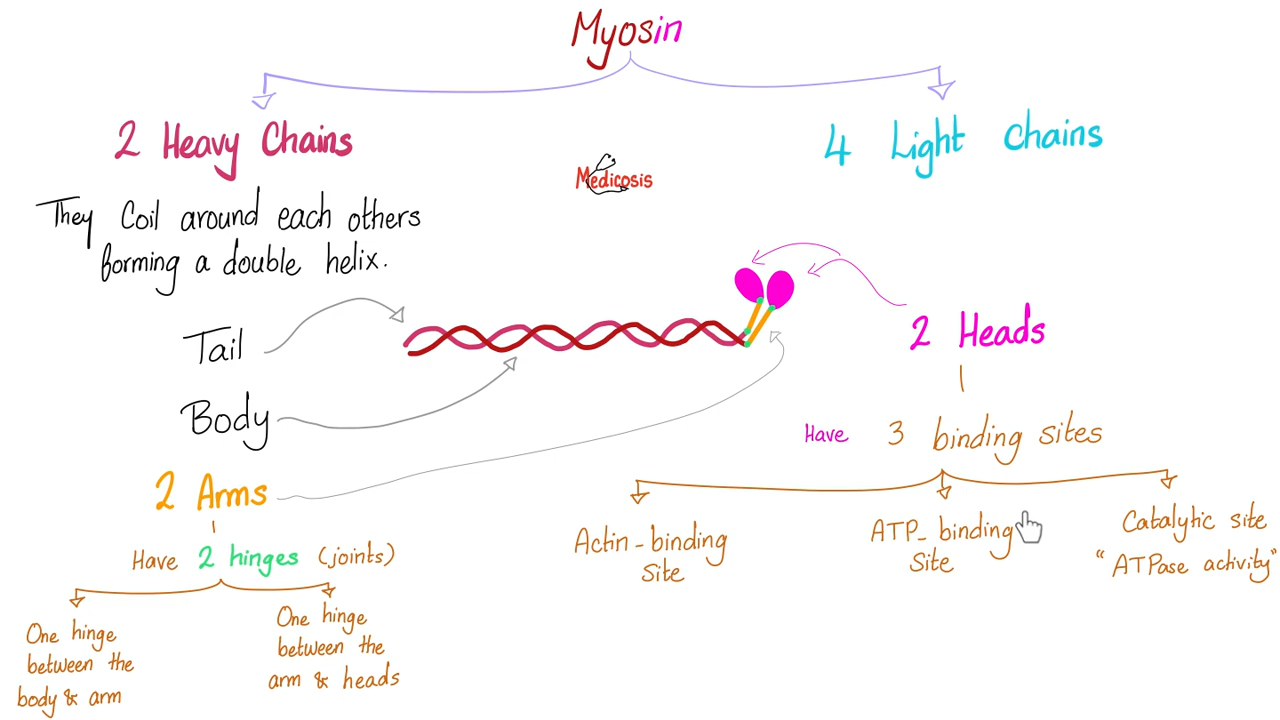 Myosin
2 Heavy Chains
4 Light chains
Medicosis
They Coil around each others
forming a double helix.
Tail
Body
2 Arms
Have 2 hinges (joints)
One hinge
between the
body & arm
One hinge
between the
arm & heads
2 Heads
Have 3 binding sites
Actin-binding
site
ATP_binding
Site
Catalytic site
"ATPase activity"